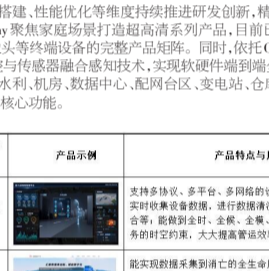 搭建、性能优化等维度持续推进研发创新,精
ay 聚焦家庭场景打造超高清系列产品,目前已
头等终端设备的完整产品矩阵。同时,依托 C
与传感器融合感知技术,实现软硬件端到端
水利、机房、数据中心、配网台区、变电站、仓
核心功能。
产品示例 产品特点与
支持多协议、多平台、多网络的
实时收集设备数据,进行数据清
合等;能做到全时、全候、全模、
务的时空约束,大大提高管运效
能实现数据采集到消亡的全生命